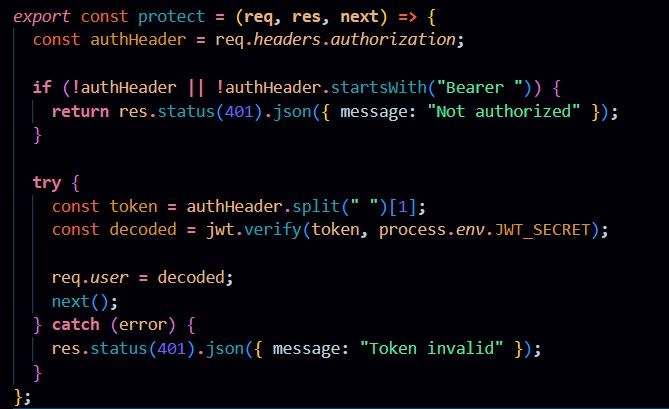 export const protect = (req, res, next) => {
  const authHeader = req.headers.authorization;

  if (!authHeader || !authHeader.startsWith("Bearer ")) {
    return res.status(401).json({ message: "Not authorized" });
  }

  try {
    const token = authHeader.split(" ")[1];
    const decoded = jwt.verify(token, process.env.JWT_SECRET);

    req.user = decoded;
    next();
  } catch (error) {
    res.status(401).json({ message: "Token invalid" });
  }
};